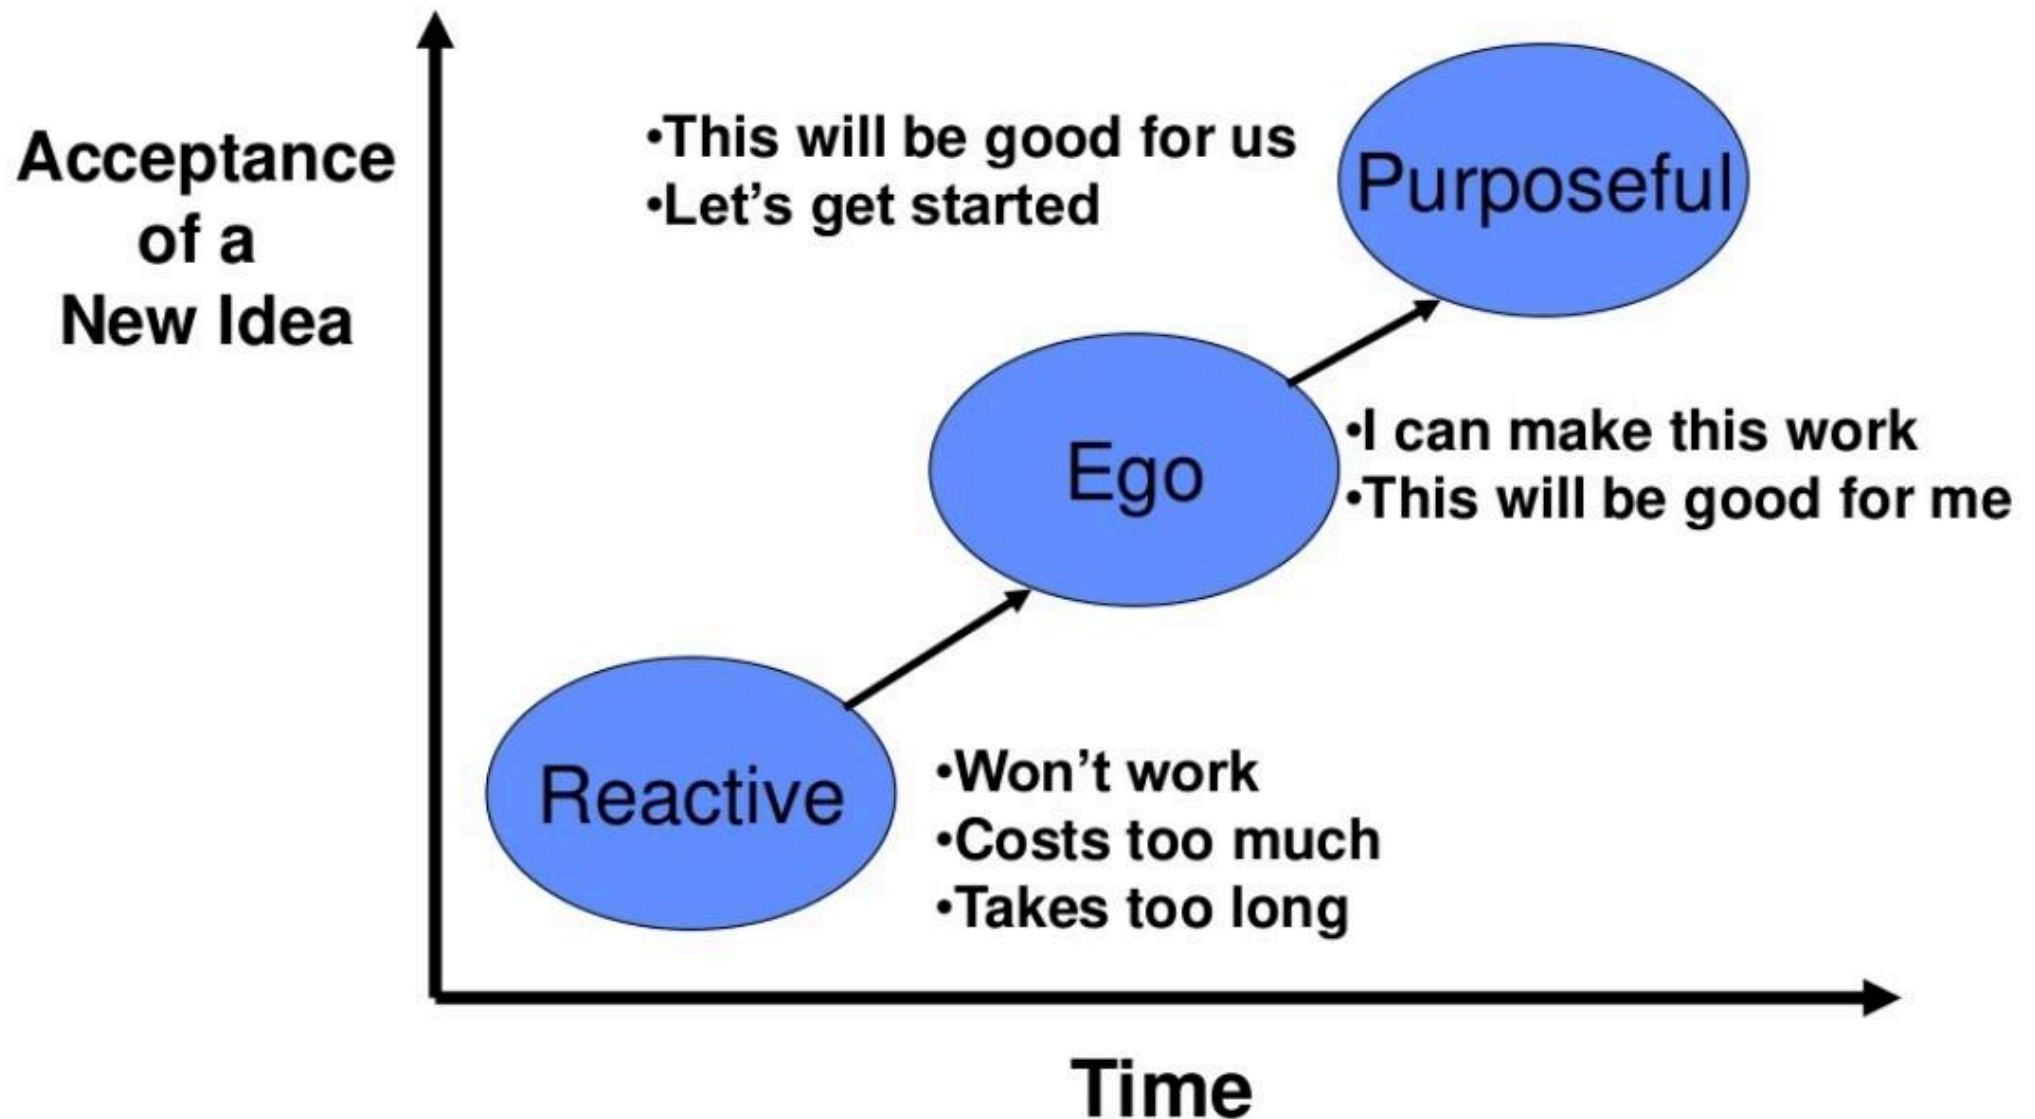 Acceptance
of a
New Idea
•This will be good for us
•Let’s get started
Purposeful
Ego
•I can make this work
•This will be good for me
Reactive
•Won’t work
•Costs too much
•Takes too long
Time